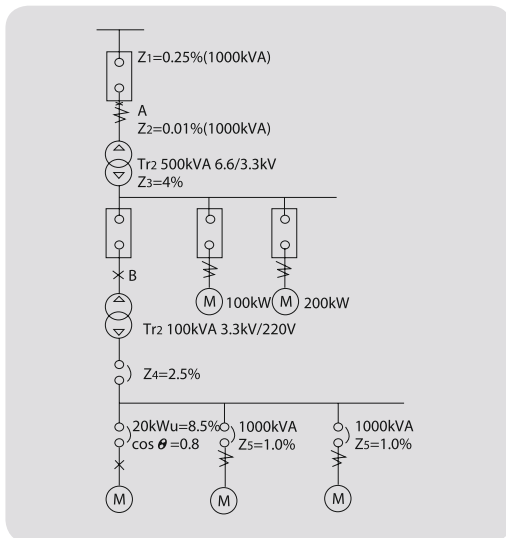 Z1=0.25%(1000kVA)
A
Z2=0.01%(1000kVA)
Tr2 500kVA 6.6/3.3kV
Z3=4%
B
M 100kW M 200kW
Tr2 100kVA 3.3kV/220V
Z4=2.5%
20kWu=8.5%
cos θ =0.8
1000kVA
Z5=1.0%
1000kVA
Z5=1.0%
M
M
M